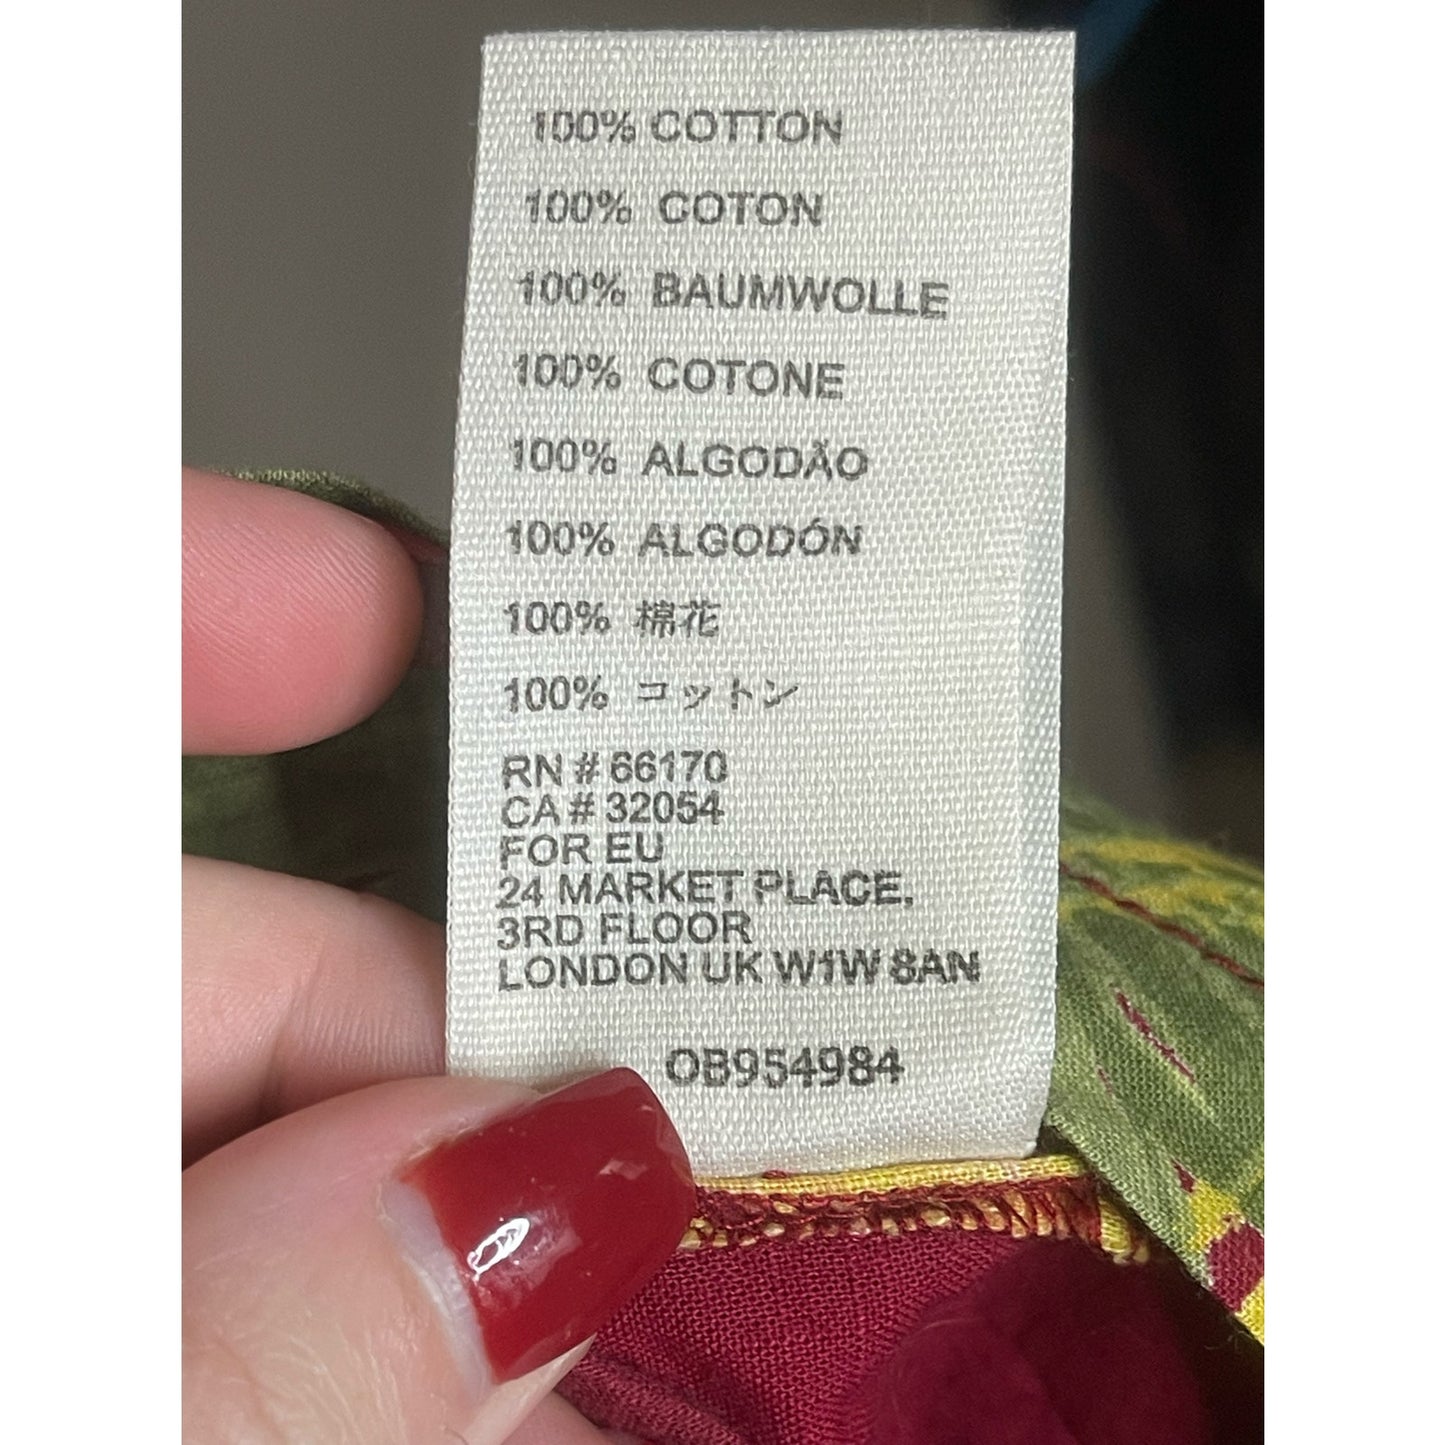 100% COTTON
100% COTON
100% BAUMWOLLE
100% COTONE
100% ALGODÃO
100% ALGODÓN
100% 棉花
100% コットン
RN # 66170
CA # 32054
FOR EU
24 MARKET PLACE,
3RD FLOOR
LONDON UK W1W 8AN
OB954984